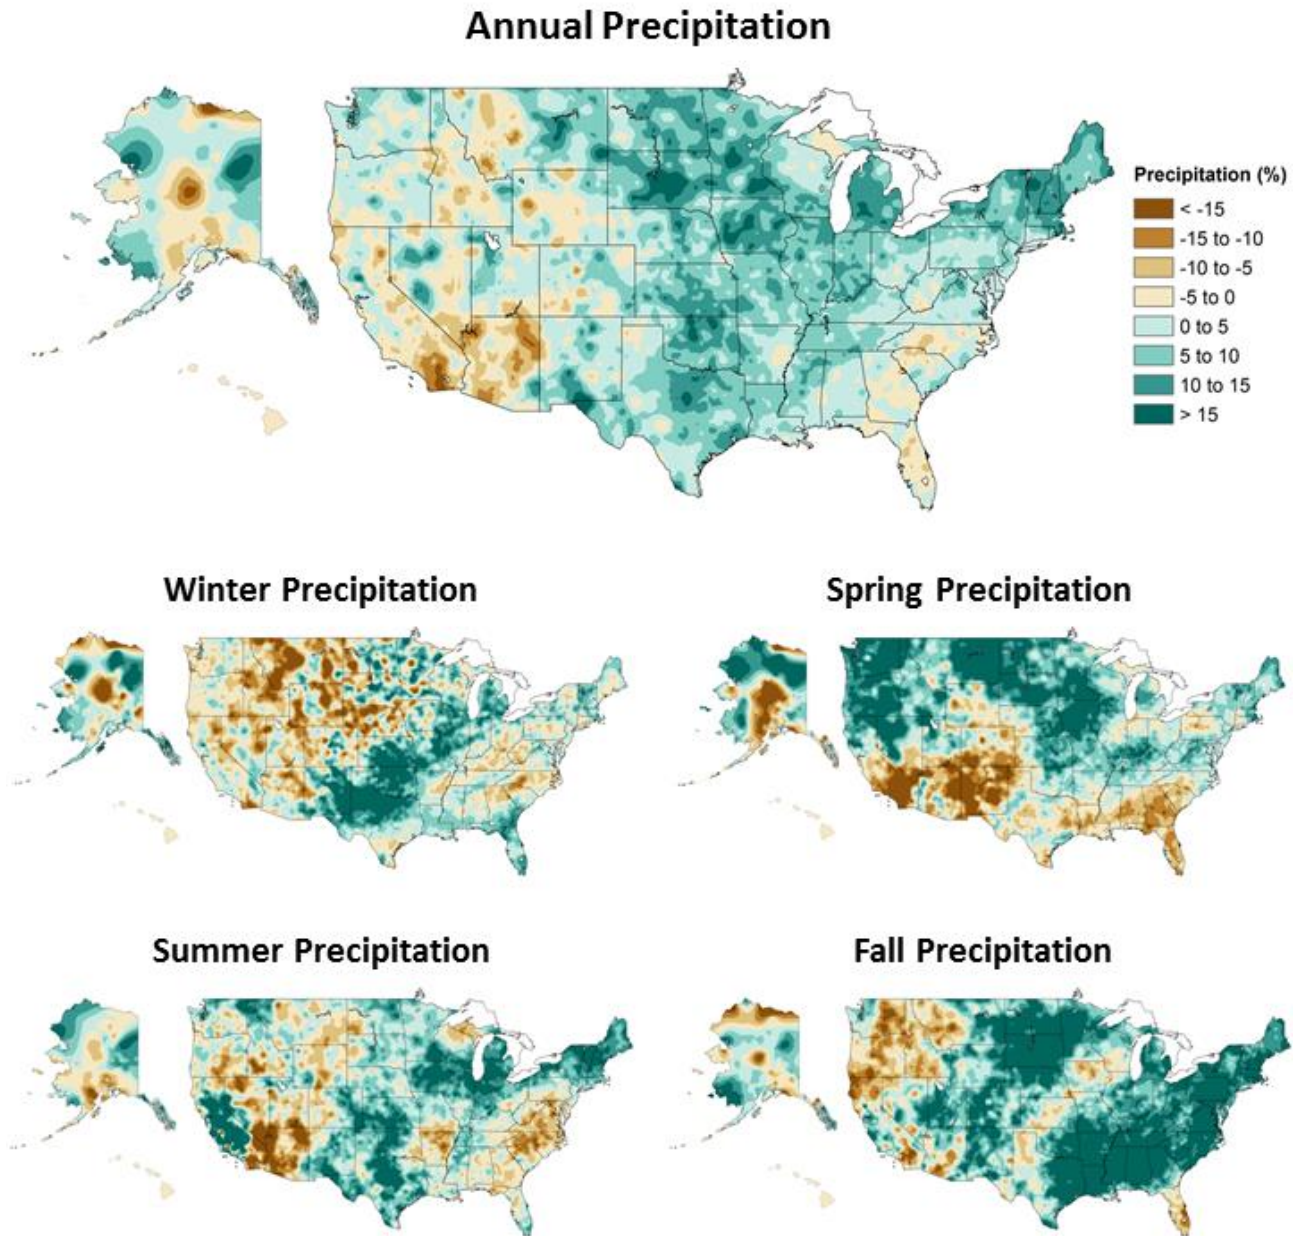 Annual Precipitation
Precipitation (%)
< -15
-15 to -10
-10 to -5
-5 to 0
0 to 5
5 to 10
10 to 15
> 15
Winter Precipitation
Spring Precipitation
Summer Precipitation
Fall Precipitation